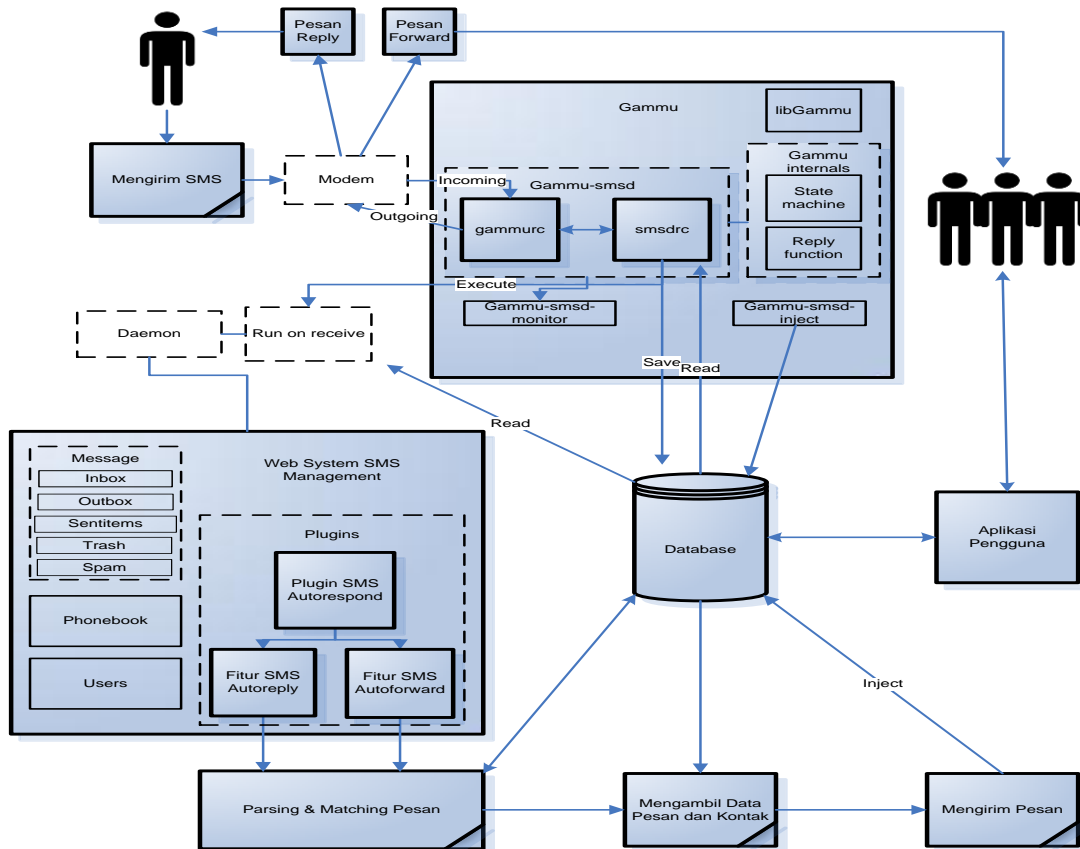 Pesan
Reply
Pesan
Forward
Gammu
libGammu
Mengirim SMS
Modem
Incoming
Outgoing
Gammu-smsd
gammurc
smsdrc
Gammu
internals
State
machine
Reply
function
Execute
Gammu-smsd-
monitor
Gammu-smsd-
inject
Daemon
Run on receive
Save
Read
Read
Message
Inbox
Outbox
Sentitems
Trash
Spam
Phonebook
Users
Web System SMS
Management
Plugins
Plugin SMS
Autorespond
Fitur SMS
Autoreply
Fitur SMS
Autoforward
Database
Aplikasi
Pengguna
Inject
Parsing & Matching Pesan
Mengambil Data
Pesan dan Kontak
Mengirim Pesan